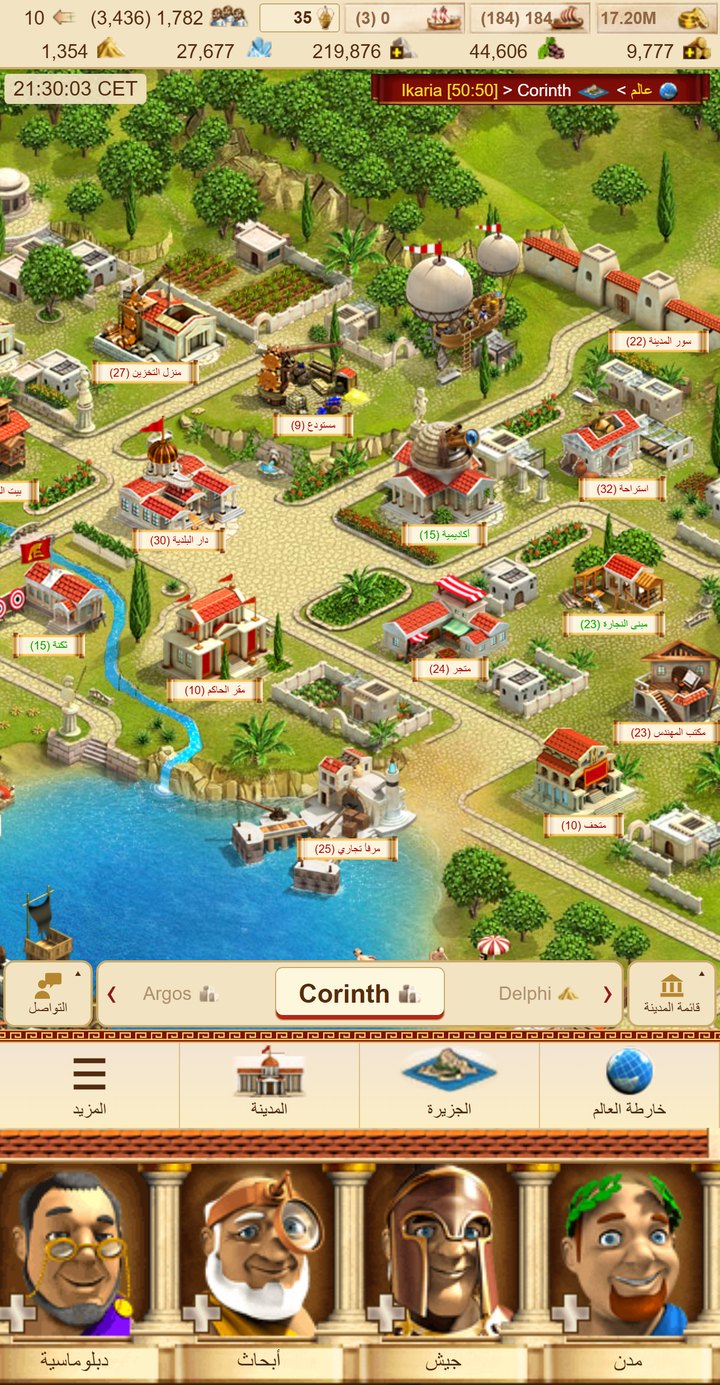 10 (3,436) 1,782 35 (3) 0 (184) 184 17.20M
1,354 27,677 219,876 44,606 9,777
21:30:03 CET
Ikaria [50:50] > Corinth > عالم
سور المدينة (22)
منزل التخزين (27)
مستودع (9)
استراحة (32)
بيت
دار البلدية (30)
أكاديمية (15)
مبنى النجارة (23)
ثكنة (15)
متجر (24)
مقر الحاكم (10)
مكتب المهندس (23)
متحف (10)
مرفأ تجاري (25)
التواصل
Argos
Corinth
Delphi
قائمة المدينة
المزيد
المدينة
الجزيرة
خارطة العالم
دبلوماسية
أبحاث
جيش
مدن